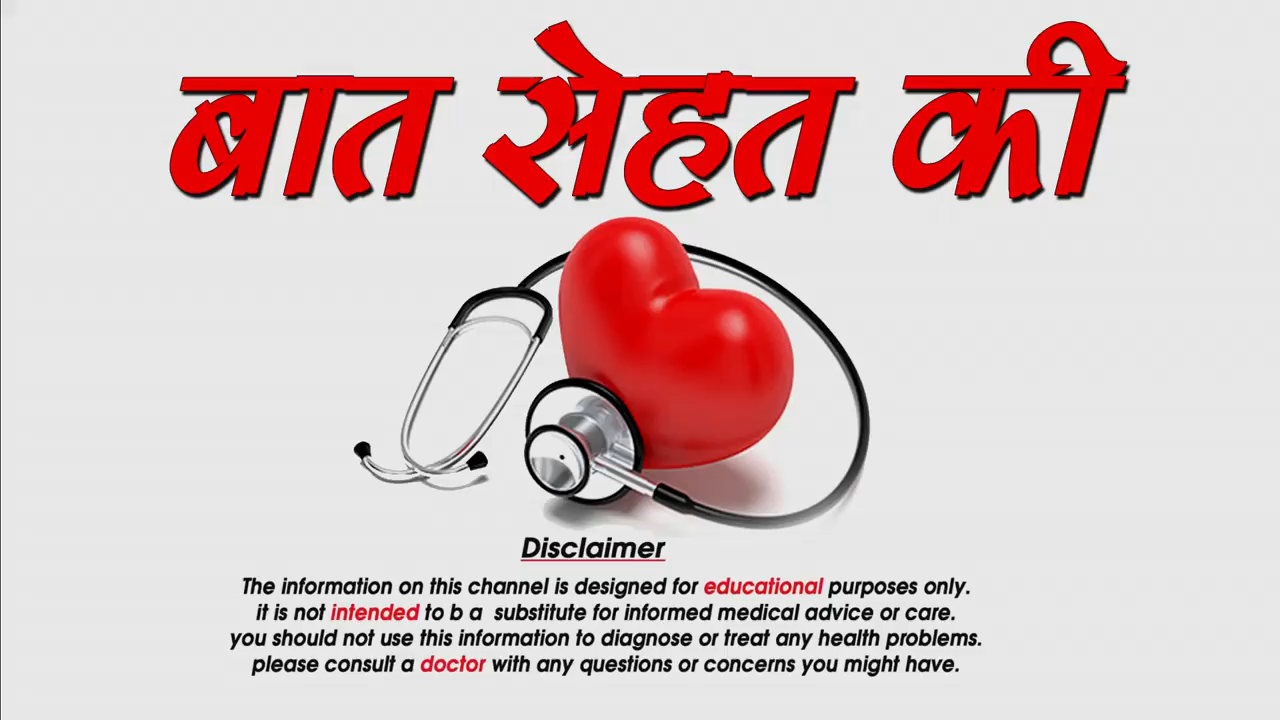 बात सेहत की
Disclaimer
The information on this channel is designed for educational purposes only.
it is not intended to b a substitute for informed medical advice or care.
you should not use this information to diagnose or treat any health problems.
please consult a doctor with any questions or concerns you might have.